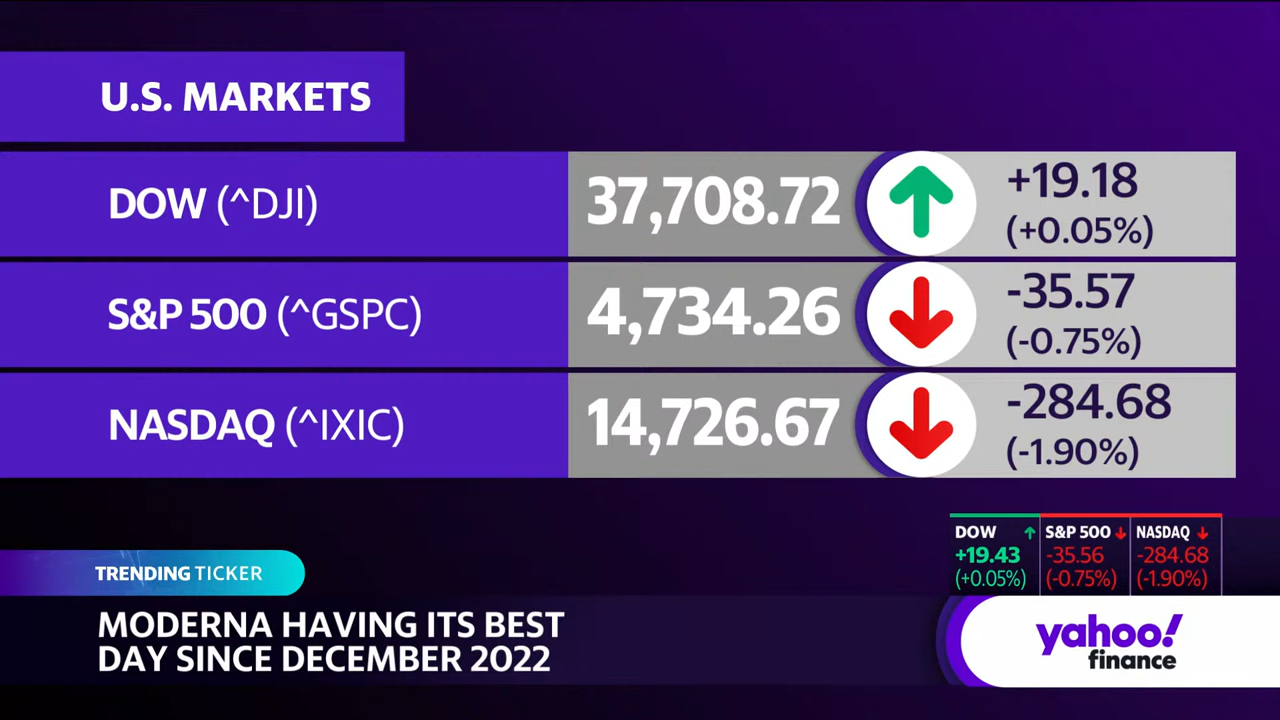 U.S. MARKETS
DOW (^DJI) 37,708.72 +19.18
(+0.05%)
S&P 500 (^GSPC) 4,734.26 -35.57
(-0.75%)
NASDAQ (^IXIC) 14,726.67 -284.68
(-1.90%)
DOW S&P 500 NASDAQ
+19.43 -35.56 -284.68
(+0.05%) (-0.75%) (-1.90%)
TRENDING TICKER
MODERNA HAVING ITS BEST
DAY SINCE DECEMBER 2022
yahoo!
finance